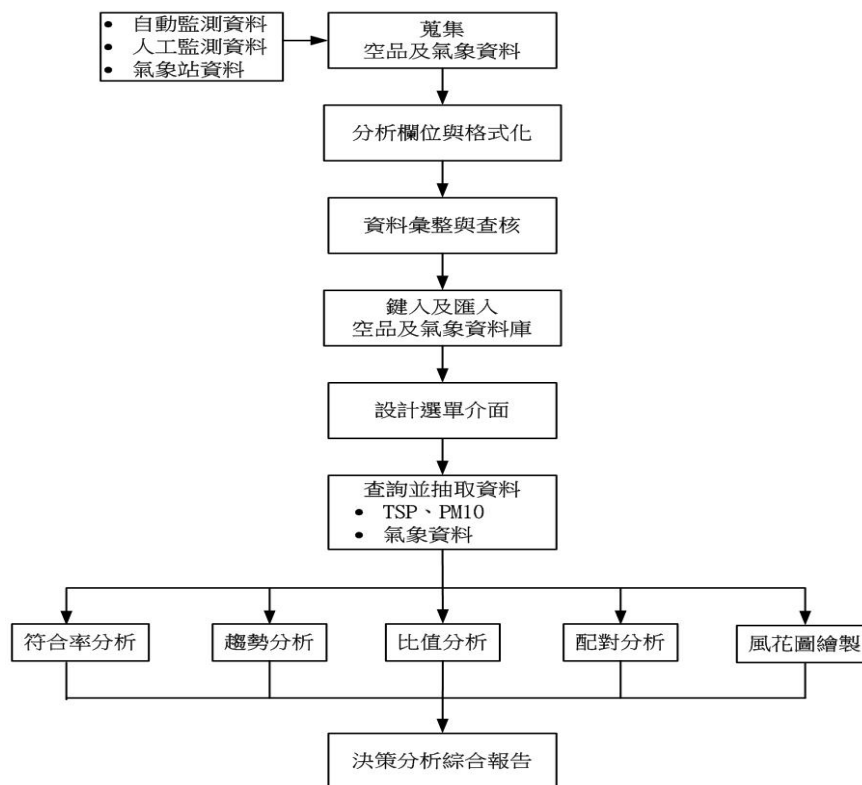 • 自動監測資料
• 人工監測資料
• 氣象站資料
蒐集
空品及氣象資料
分析欄位與格式化
資料彙整與查核
鍵入及匯入
空品及氣象資料庫
設計選單介面
查詢並抽取資料
• TSP、PM10
• 氣象資料
符合率分析
趨勢分析
比值分析
配對分析
風花圖繪製
決策分析綜合報告